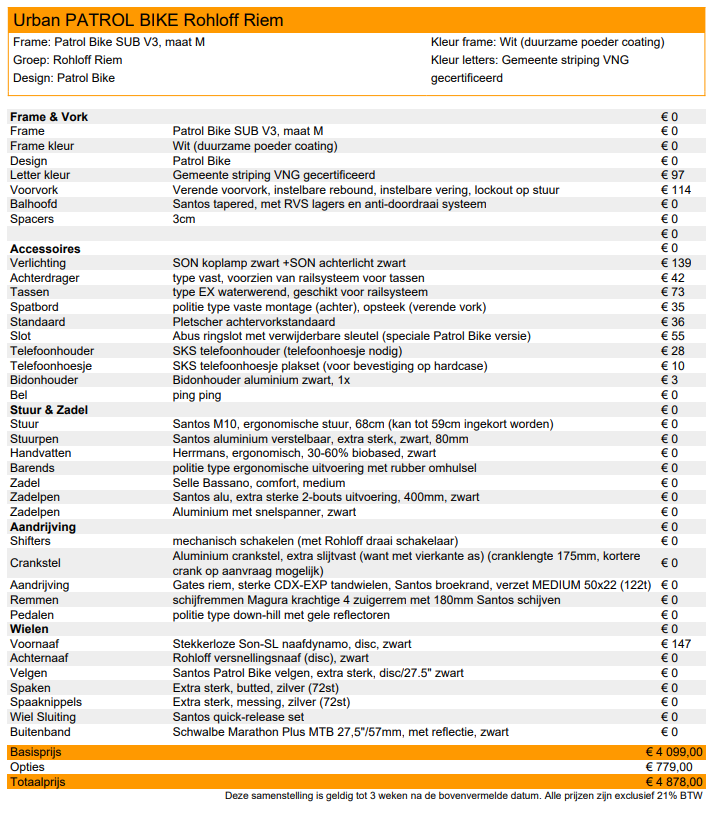 Urban PATROL BIKE Rohloff Riem
Frame: Patrol Bike SUB V3, maat M
Groep: Rohloff Riem
Design: Patrol Bike
Kleur frame: Wit (duurzame poeder coating)
Kleur letters: Gemeente striping VNG
gecertificeerd
Frame & Vork € 0
Frame Patrol Bike SUB V3, maat M € 0
Frame kleur Wit (duurzame poeder coating) € 0
Design Patrol Bike € 0
Letter kleur Gemeente striping VNG gecertificeerd € 97
Voorvork Verende voorvork, instelbare rebound, instelbare vering, lockout op stuur € 114
Balhoofd Santos tapered, met RVS lagers en anti-doordraai systeem € 0
Spacers 3cm € 0
€ 0
Accessoires € 0
Verlichting SON koplamp zwart +SON achterlicht zwart € 139
Achterdrager type vast, voorzien van railsysteem voor tassen € 42
Tassen type EX waterwerend, geschikt voor railsysteem € 73
Spatbord politie type vaste montage (achter), opsteek (verende vork) € 35
Standaard Pletscher achtervorkstandaard € 36
Slot Abus ringslot met verwijderbare sleutel (speciale Patrol Bike versie) € 55
Telefoonhouder SKS telefoonhouder (telefoonhoesje nodig) € 28
Telefoonhoesje SKS telefoonhoesje plakset (voor bevestiging op hardcase) € 10
Bidonhouder Bidonhouder aluminium zwart, 1x € 3
Bel ping ping € 0
Stuur & Zadel € 0
Stuur Santos M10, ergonomische stuur, 68cm (kan tot 59cm ingekort worden) € 0
Stuurpen Santos aluminium verstelbaar, extra sterk, zwart, 80mm € 0
Handvatten Herrmans, ergonomisch, 30-60% biobased, zwart € 0
Barends politie type ergonomische uitvoering met rubber omhulsel € 0
Zadel Selle Bassano, comfort, medium € 0
Zadelpen Santos alu, extra sterke 2-bouts uitvoering, 400mm, zwart € 0
Zadelpen Aluminium met snelspanner, zwart € 0
Aandrijving € 0
Shifters mechanisch schakelen (met Rohloff draai schakelaar) € 0
Crankstel Aluminium crankstel, extra slijtvast (want met vierkante as) (cranklengte 175mm, kortere
crank op aanvraag mogelijk) € 0
Aandrijving Gates riem, sterke CDX-EXP tandwielen, Santos broekrand, verzet MEDIUM 50x22 (122t) € 0
Remmen schijfremmen Magura krachtige 4 zuigerrem met 180mm Santos schijven € 0
Pedalen politie type down-hill met gele reflectoren € 0
Wielen € 0
Voornaaf Stekkerloze Son-SL naafdynamo, disc, zwart € 147
Achternaaf Rohloff versnellingsnaaf (disc), zwart € 0
Velgen Santos Patrol Bike velgen, extra sterk, disc/27.5" zwart € 0
Spaken Extra sterk, butted, zilver (72st) € 0
Spaaknippels Extra sterk, messing, zilver (72st) € 0
Wiel Sluiting Santos quick-release set € 0
Buitenband Schwalbe Marathon Plus MTB 27,5"/57mm, met reflectie, zwart € 0
Basisprijs € 4 099,00
Opties € 779,00
Totaalprijs € 4 878,00
Deze samenstelling is geldig tot 3 weken na de bovenvermelde datum. Alle prijzen zijn exclusief 21% BTW